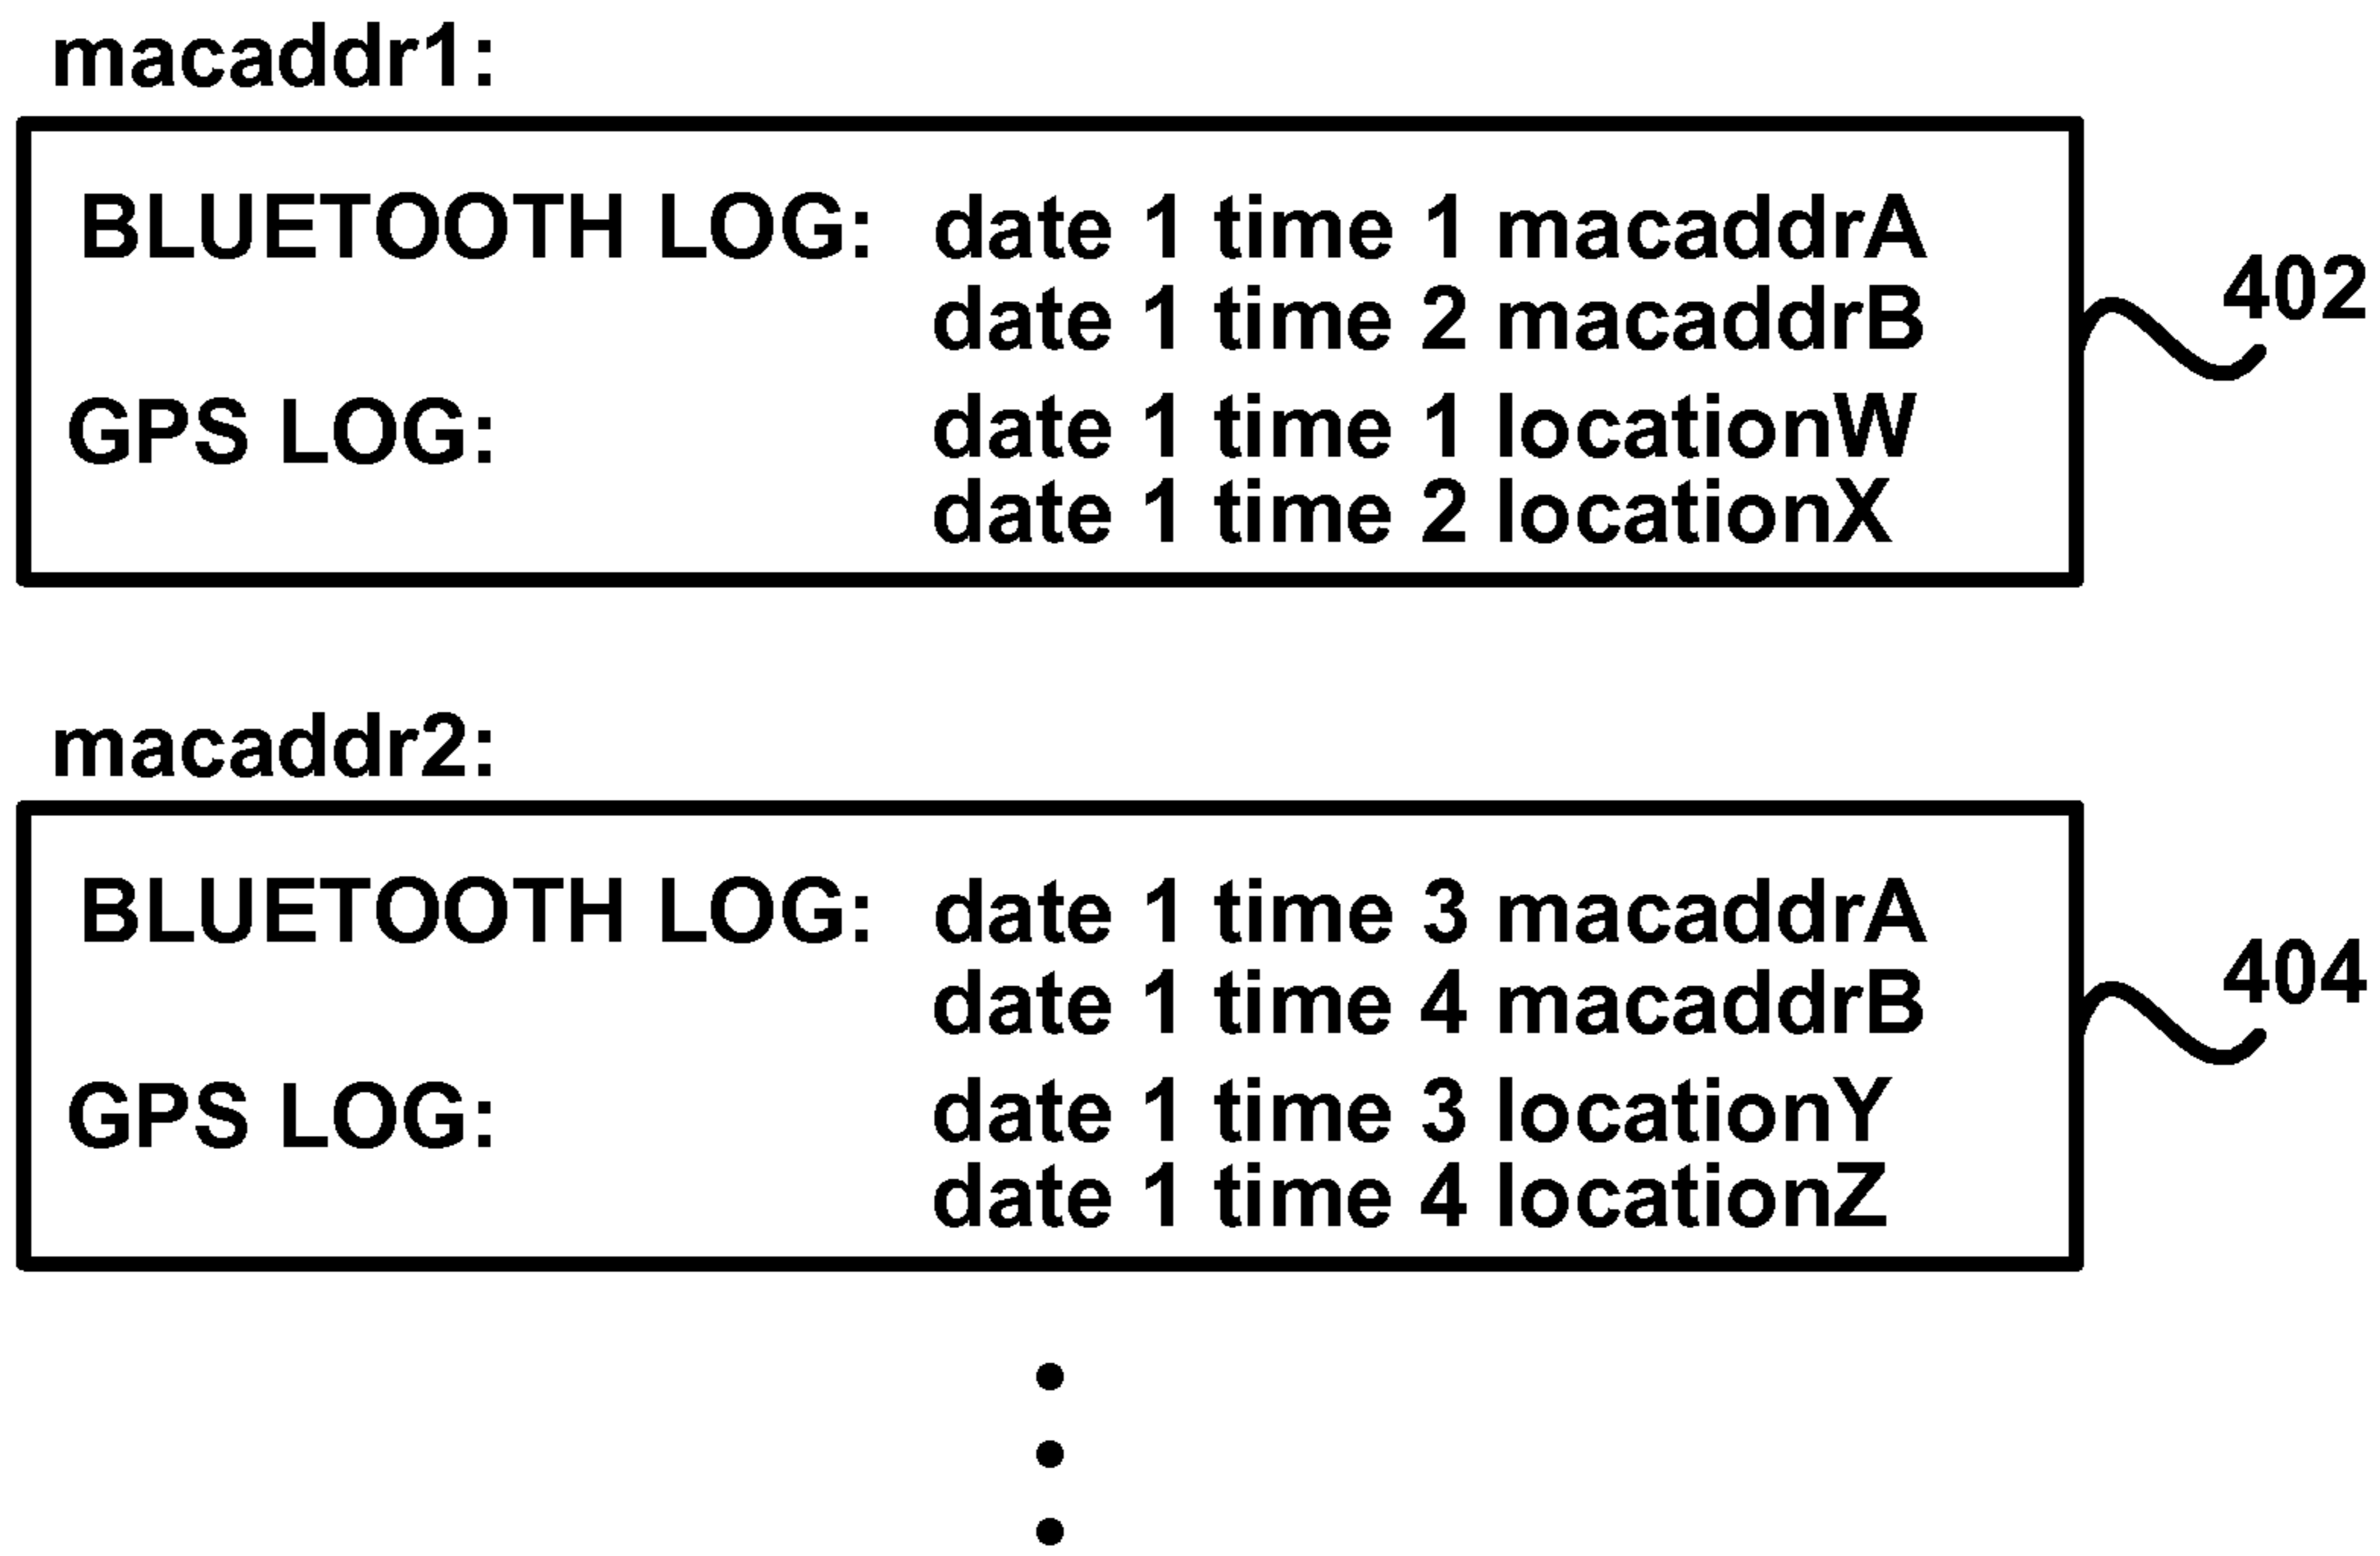 macaddr1:
BLUETOOTH LOG: date 1 time 1 macaddrA
date 1 time 2 macaddrB
402
GPS LOG: date 1 time 1 locationW
date 1 time 2 locationX
macaddr2:
BLUETOOTH LOG: date 1 time 3 macaddrA
date 1 time 4 macaddrB
404
GPS LOG: date 1 time 3 locationY
date 1 time 4 locationZ